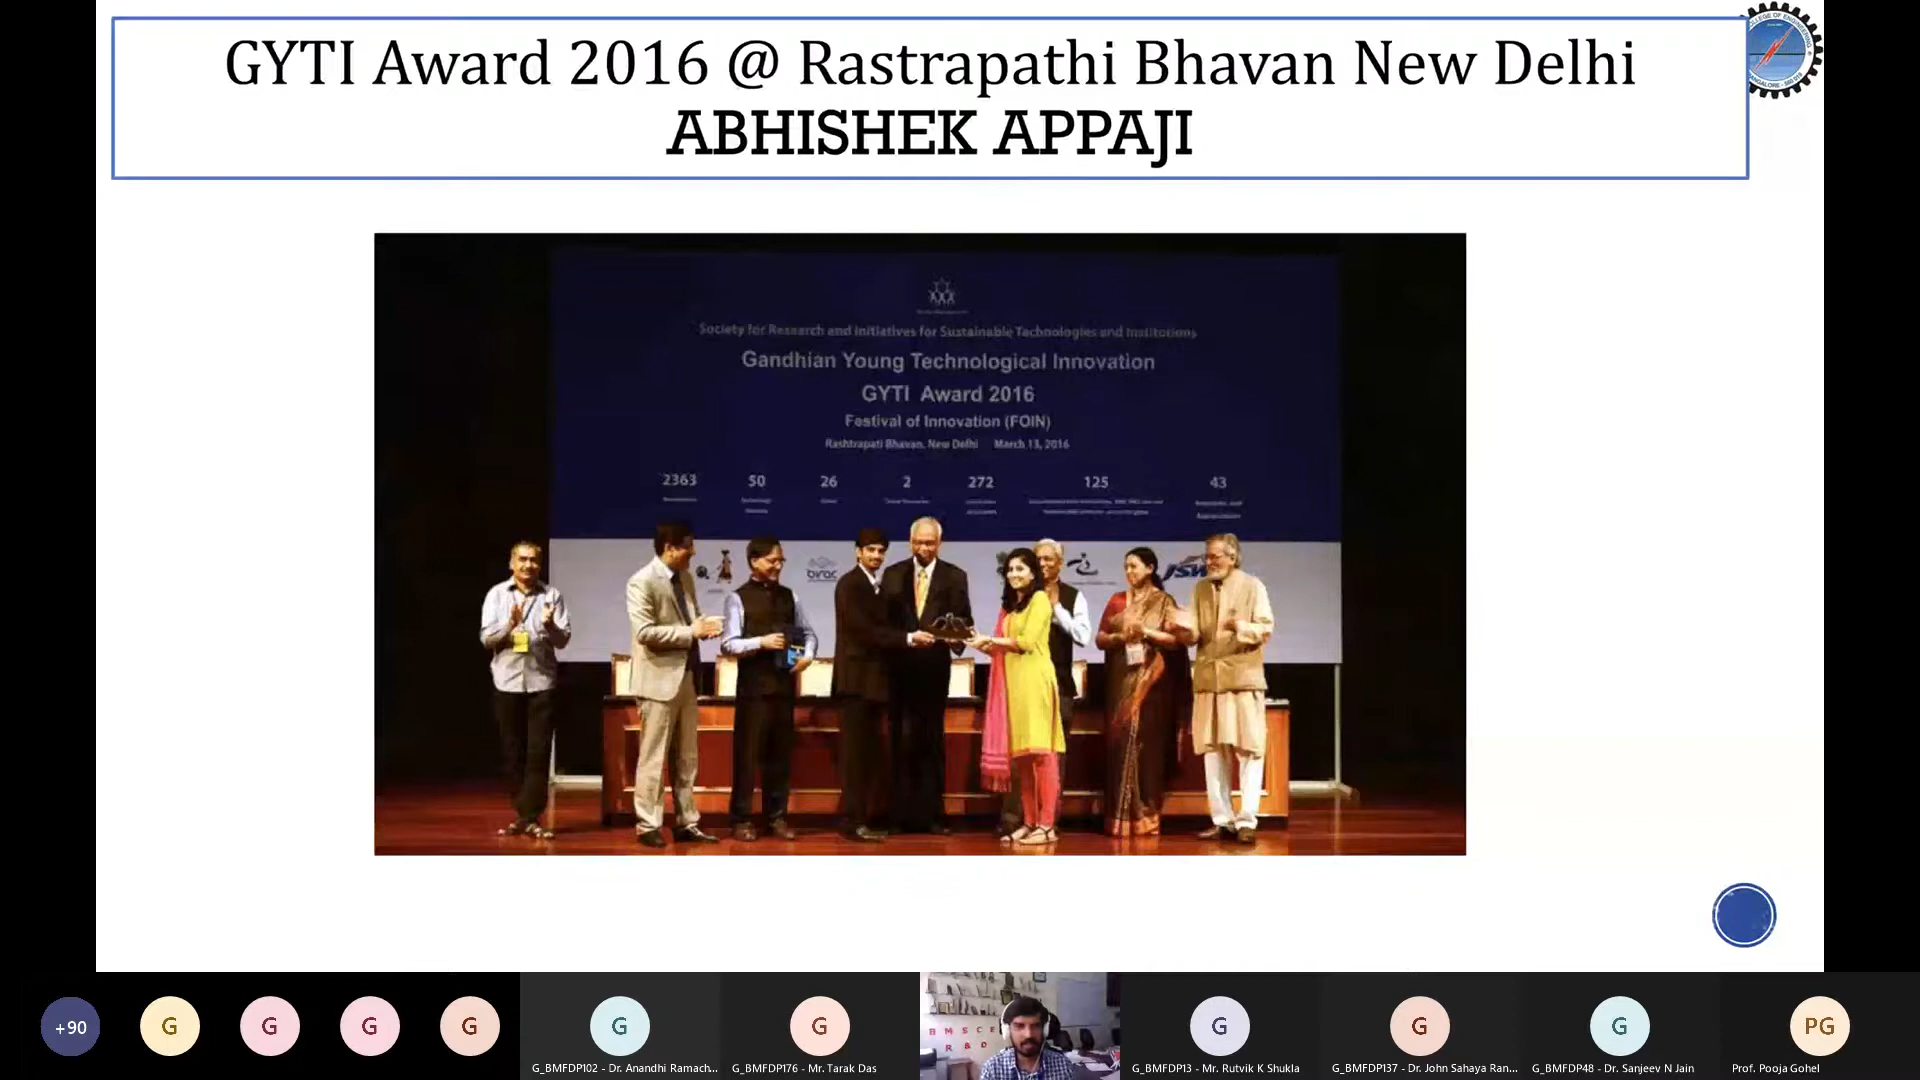 GYTI Award 2016 @ Rastrapathi Bhavan New Delhi
ABHISHEK APPAJI
Society for Research and Initiatives for Sustainable Technologies and Institutions
Gandhian Young Technological Innovation
GYTI Award 2016
Festival of Innovation (FOIN)
Rashtrapati Bhavan, New Delhi March 13, 2016
2363 50 26 2 272 125 43
JSW
+90
G
G
G
G
G
G
B M S C E
R & D
G
G
G
PG
G_BMFDP102 - Dr. Anandhi Ramach...
G_BMFDP176 - Mr. Tarak Das
G_BMFDP13 - Mr. Rutvik K Shukla
G_BMFDP137 - Dr. John Sahaya Ran...
G_BMFDP48 - Dr. Sanjeev N Jain
Prof. Pooja Gohel